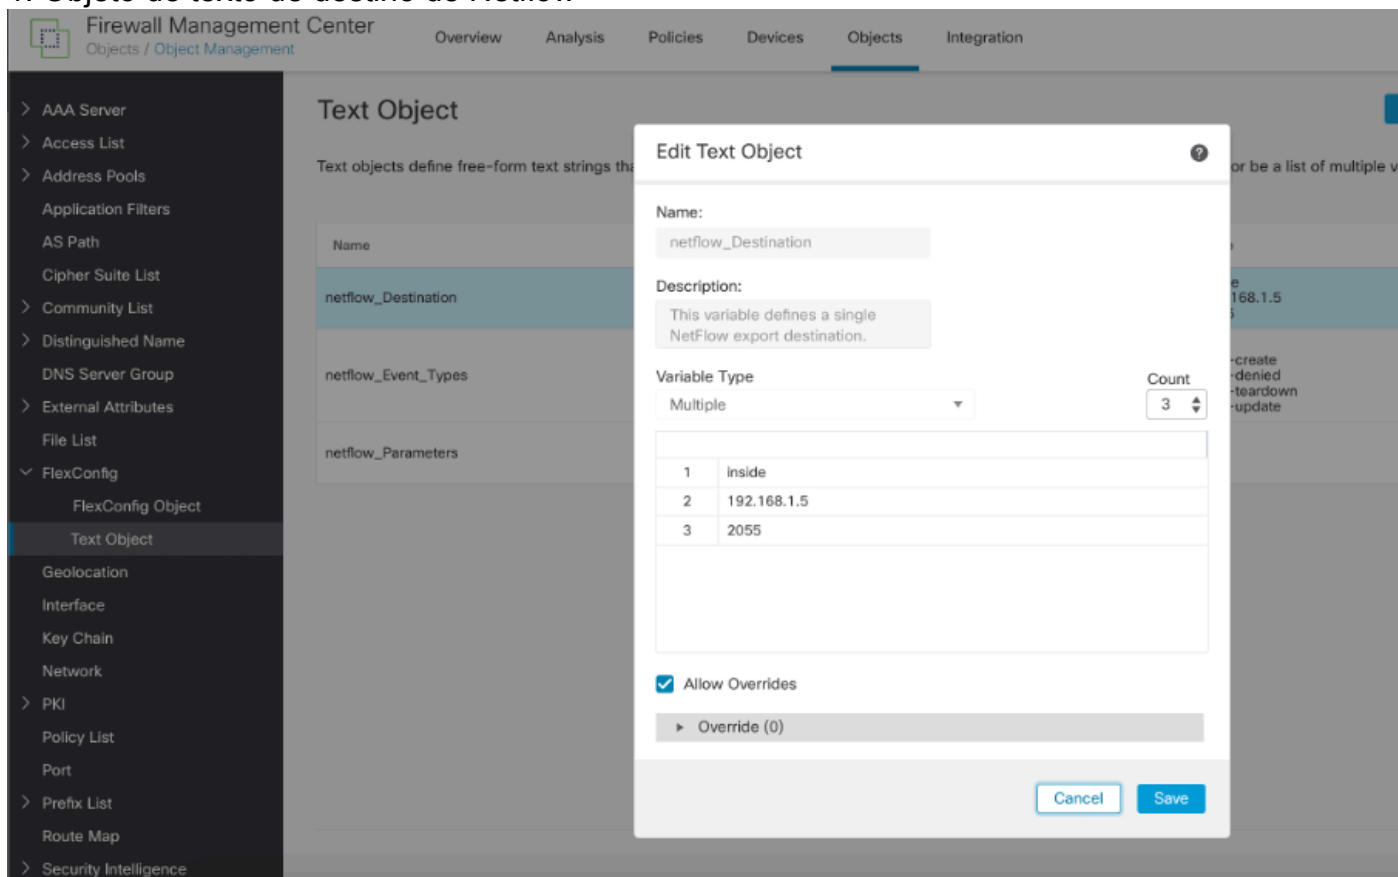 Firewall Management Center
Objects / Object Management
Overview
Analysis
Policies
Devices
Objects
Integration
AAA Server
Access List
Address Pools
Application Filters
AS Path
Cipher Suite List
Community List
Distinguished Name
DNS Server Group
External Attributes
File List
FlexConfig
FlexConfig Object
Text Object
Geolocation
Interface
Key Chain
Network
PKI
Policy List
Port
Prefix List
Route Map
Security Intelligence
Text Object
Text objects define free-form text strings
or be a list of multiple
Name
netflow_Destination
168.1.5
netflow_Event_Types
-create
-denied
-teardown
-update
netflow_Parameters
Edit Text Object
Name:
netflow_Destination
Description:
This variable defines a single
NetFlow export destination.
Variable Type
Count
Multiple
3
1 inside
2 192.168.1.5
3 2055
Allow Overrides
Override (0)
Cancel
Save